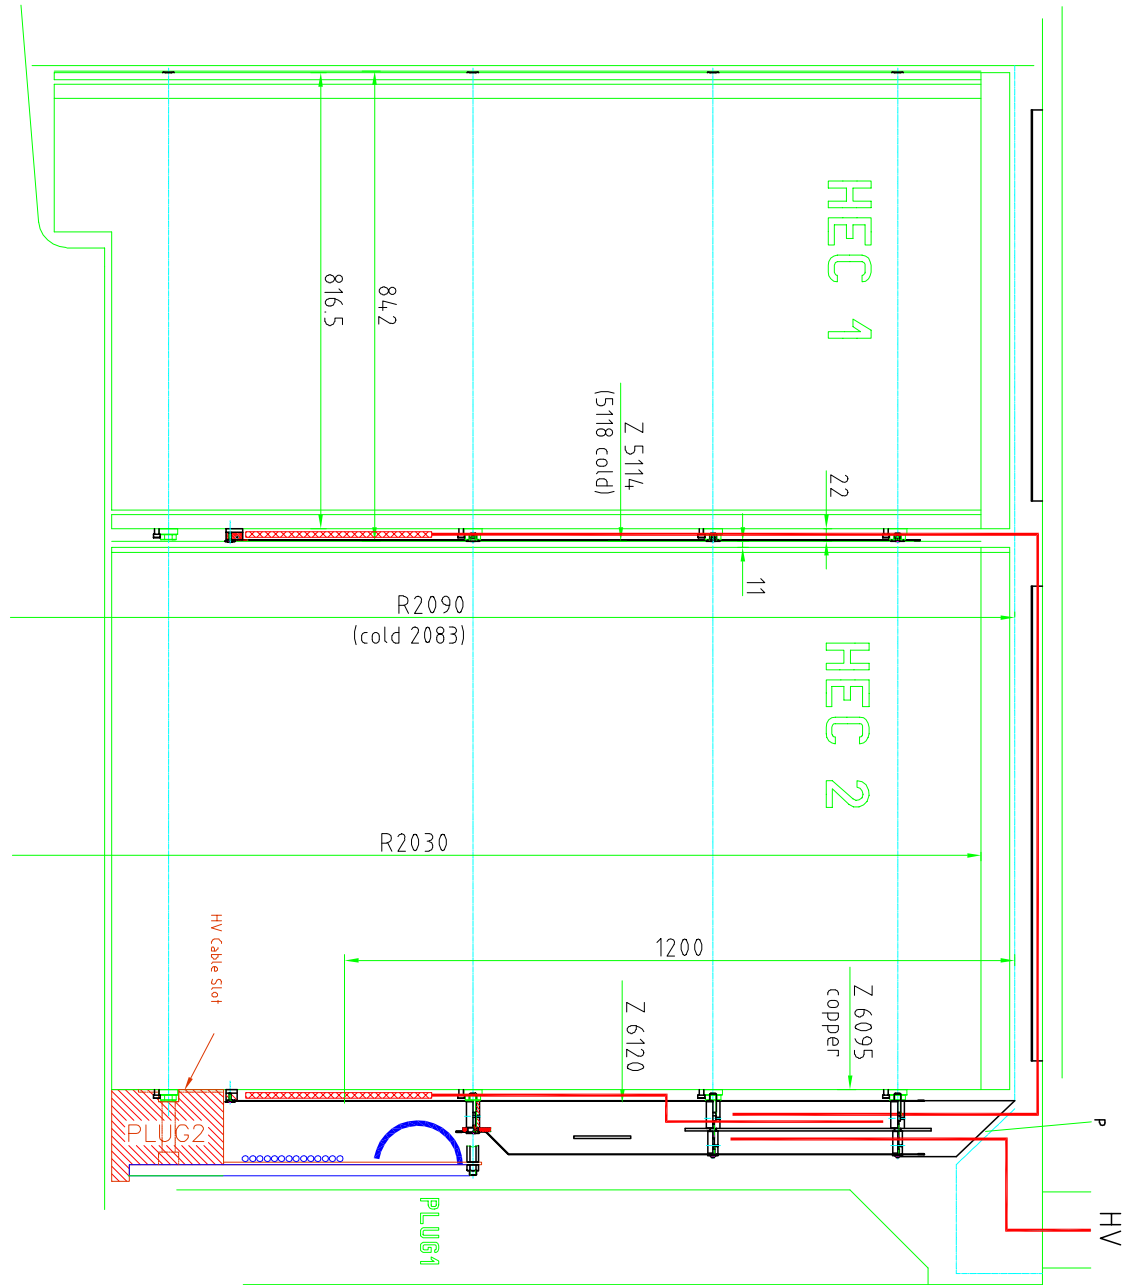 HEC 1
816.5
842
Z 5114
(5118 cold)
22
11
R2090
(cold 2083)
HEC 2
R2030
1200
HV Cable Slot
Z 6120
Z 6095
copper
PLUG2
P
PLUG1
HV